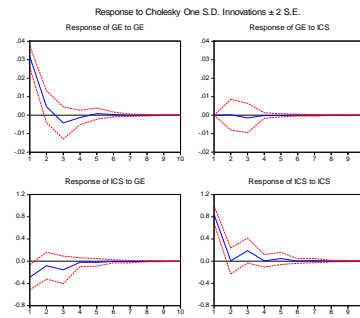 Response to Cholesky One S.D. Innovations ± 2 S.E.
Response of GE to GE
Response of GE to ICS
.04
.03
.02
.01
.00
-.01
-.02
1 2 3 4 5 6 7 8 9 10
.04
.03
.02
.01
.00
-.01
-.02
1 2 3 4 5 6 7 8 9
Response of ICS to GE
Response of ICS to ICS
1.2
0.8
0.4
0.0
-0.4
-0.8
1 2 3 4 5 6 7 8 9 10
1.2
0.8
0.4
0.0
-0.4
-0.8
1 2 3 4 5 6 7 8 9